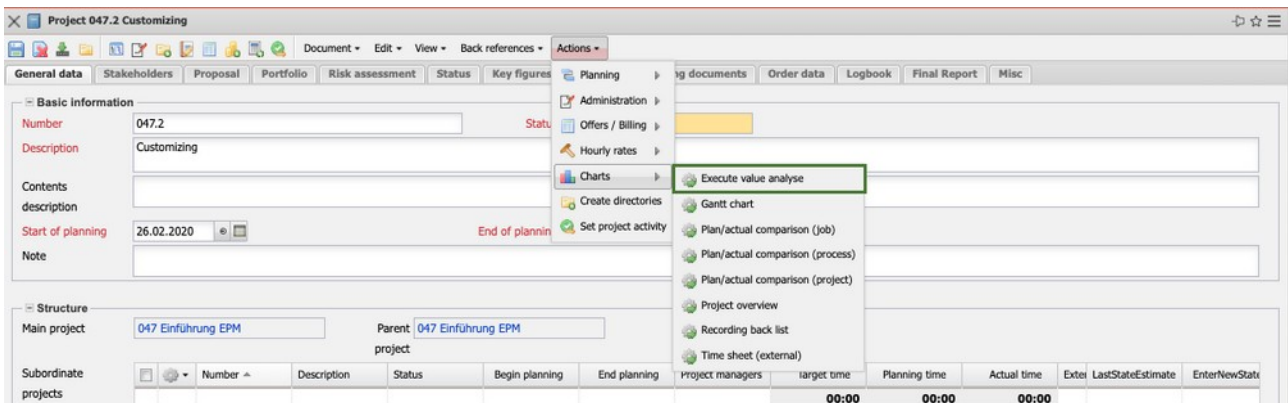 Project 047.2 Customizing
Document Edit View Back references Actions
General data Stakeholders Proposal Portfolio Risk assessment Status Key figures ng documents Order data Logbook Final Report Misc
Planning
Administration
Offers / Billing
Hourly rates
Charts
Create directories
Set project activity
Execute value analyse
Gantt chart
Plan/actual comparison (job)
Plan/actual comparison (process)
Plan/actual comparison (project)
Project overview
Recording back list
Time sheet (external)
Basic information
Number 047.2 Statu
Description Customizing
Contents
description
Start of planning 26.02.2020 End of plannin
Note
Structure
Main project 047 Einführung EPM Parent 047 Einführung EPM
project
Subordinate Number Description Status Begin planning End planning Project managers Target time Planning time Actual time Exter LastStateEstimate EnterNewState
projects 00:00 00:00 00:00